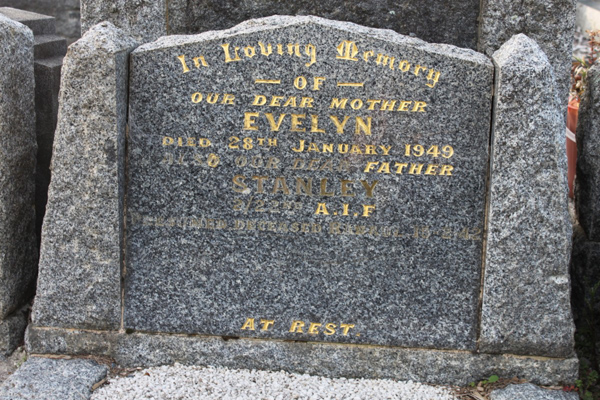 In Loving Memory
— OF —
OUR DEAR MOTHER
EVELYN
DIED 28TH JANUARY 1949
ALSO OUR DEAR FATHER
STANLEY
A.I.F
AT REST